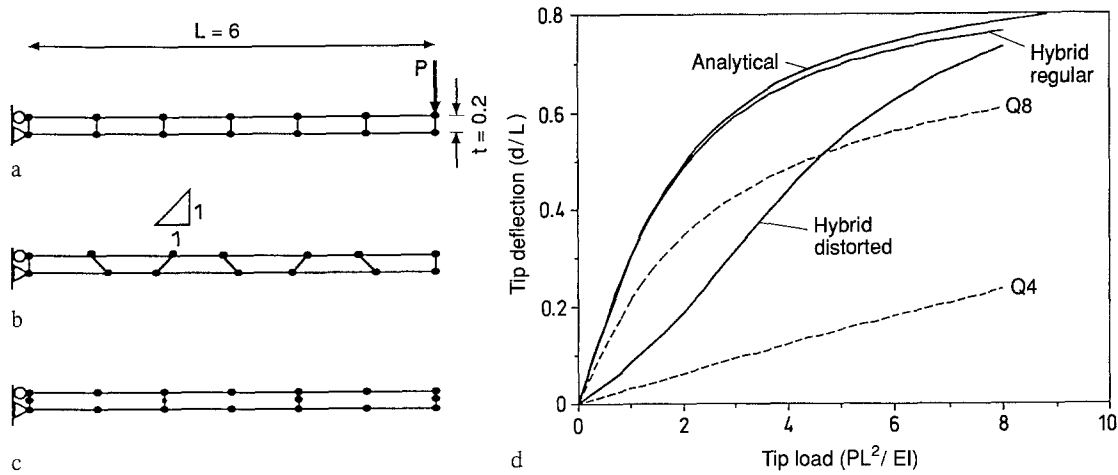 L = 6
P
t = 0.2
a
1
1
b
c
0.8
0.6
0.4
0.2
0
Tip deflection (d/L)
Analytical
Hybrid
regular
Q8
Hybrid
distorted
Q4
0 2 4 6 8 10
d
Tip load (PL²/ EI)